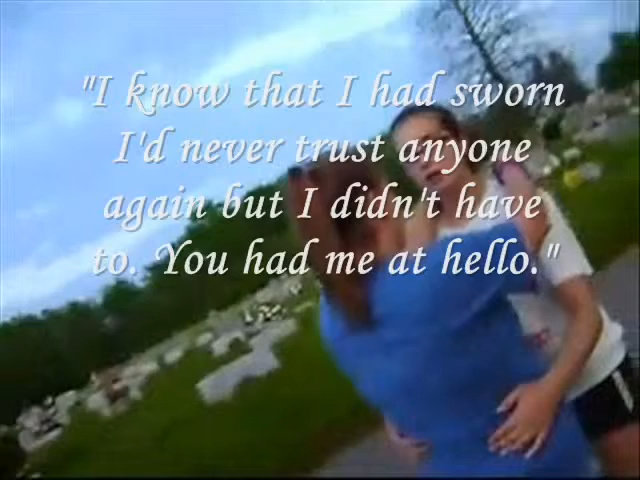 "I know that I had sworn
I'd never trust anyone
again but I didn't have
to. You had me at hello."